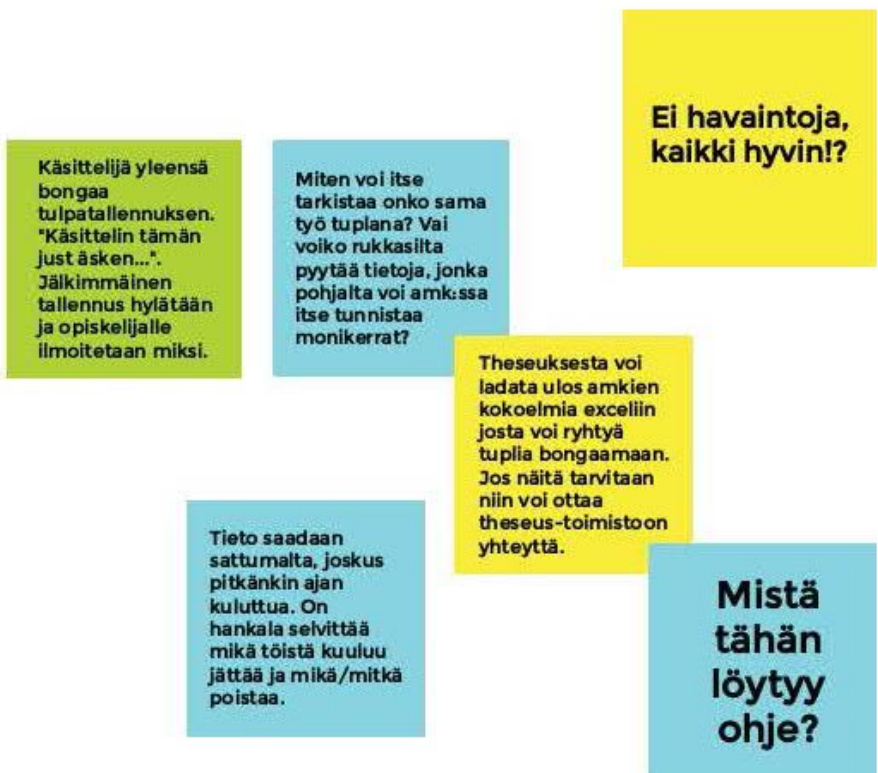 Ei havaintoja,
kaikki hyvin!?
Käsittelijä yleensä
bongaa
tulpatallennuksen.
"Käsittelin tämän
just äsken...".
Jälkimmäinen
tallennus hylätään
ja opiskelijalle
ilmoitetaan miksi.
Miten voi itse
tarkistaa onko sama
työ tuplana? Vai
voiko rukkasilta
pyytää tietoja, jonka
pohjalta voi amk:ssa
itse tunnistaa
monikerrat?
Theseuksesta voi
ladata ulos amkien
kokoelmia exceliin
josta voi ryhtyä
tuplia bongaamaan.
Jos näitä tarvitaan
niin voi ottaa
theseus-toimistoon
yhteyttä.
Tieto saadaan
sattumalta, joskus
pitkänkin ajan
kuluttua. On
hankala selvittää
mikä töistä kuuluu
jättää ja mikä/mitkä
poistaa.
Mistä
tähän
löytyy
ohje?